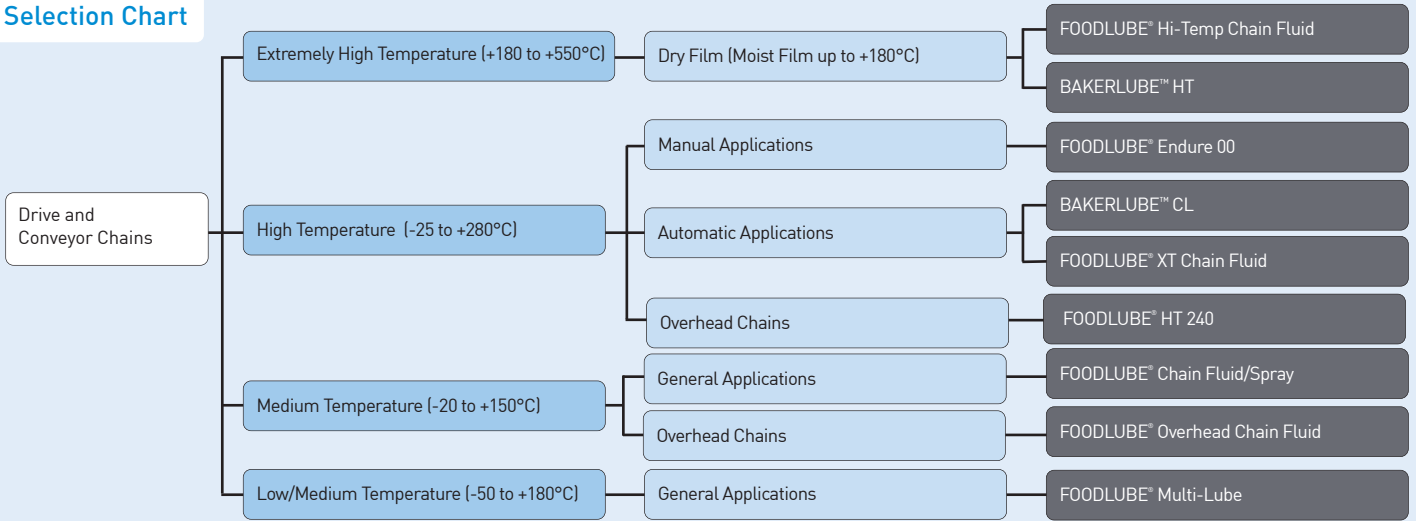 Selection Chart
Extremely High Temperature (+180 to +550°C)
Dry Film (Moist Film up to +180°C)
FOODLUBE® Hi-Temp Chain Fluid
BAKERLUBE™ HT
Drive and
Conveyor Chains
High Temperature (-25 to +280°C)
Manual Applications
FOODLUBE® Endure 00
Automatic Applications
BAKERLUBE™ CL
FOODLUBE® XT Chain Fluid
Overhead Chains
FOODLUBE® HT 240
Medium Temperature (-20 to +150°C)
General Applications
FOODLUBE® Chain Fluid/Spray
Overhead Chains
FOODLUBE® Overhead Chain Fluid
Low/Medium Temperature (-50 to +180°C)
General Applications
FOODLUBE® Multi-Lube